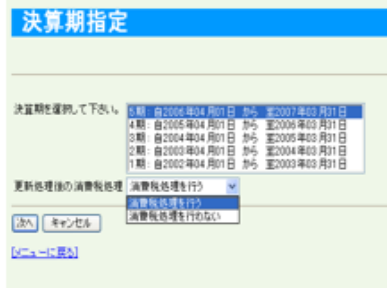 決算期指定
決算期を選択して下さい。
5期: 自2006年04月01日 から 至2007年03月31日
4期: 自2005年04月01日 から 至2006年03月31日
3期: 自2004年04月01日 から 至2005年03月31日
2期: 自2003年04月01日 から 至2004年03月31日
1期: 自2002年04月01日 から 至2003年03月31日
更新処理後の消費税処理 消費税処理を行う
消費税処理を行う
消費税処理を行わない
次へ キャンセル
[メニューに戻る]